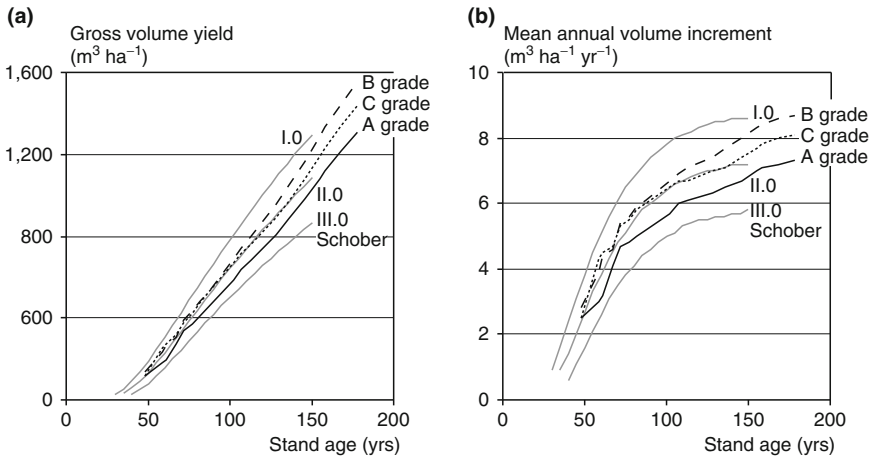 (a)
Gross volume yield
(m³ ha⁻¹)
1,600
1,200
800
600
0
0 50 100 150 200
Stand age (yrs)
I.0
B grade
C grade
A grade
II.0
III.0
Schober
(b)
Mean annual volume increment
(m³ ha⁻¹ yr⁻¹)
10
8
6
4
2
0
0 50 100 150 200
Stand age (yrs)
I.0
B grade
C grade
A grade
II.0
III.0
Schober